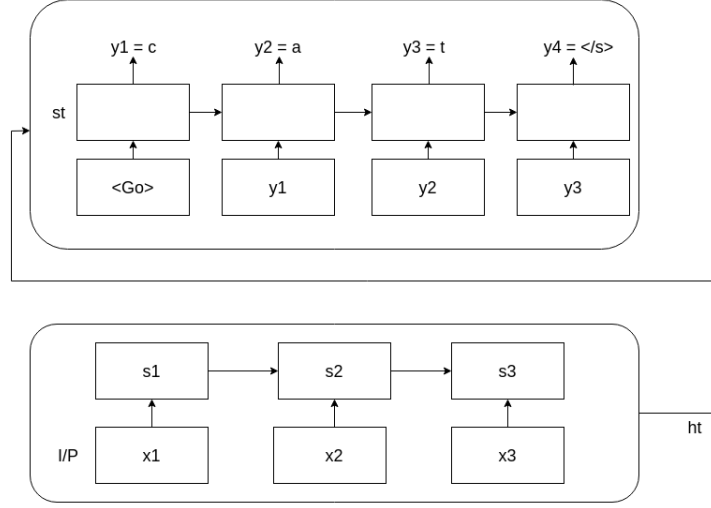 y1 = c y2 = a y3 = t y4 = </s>
st
<Go> y1 y2 y3
s1 s2 s3
ht
I/P x1 x2 x3